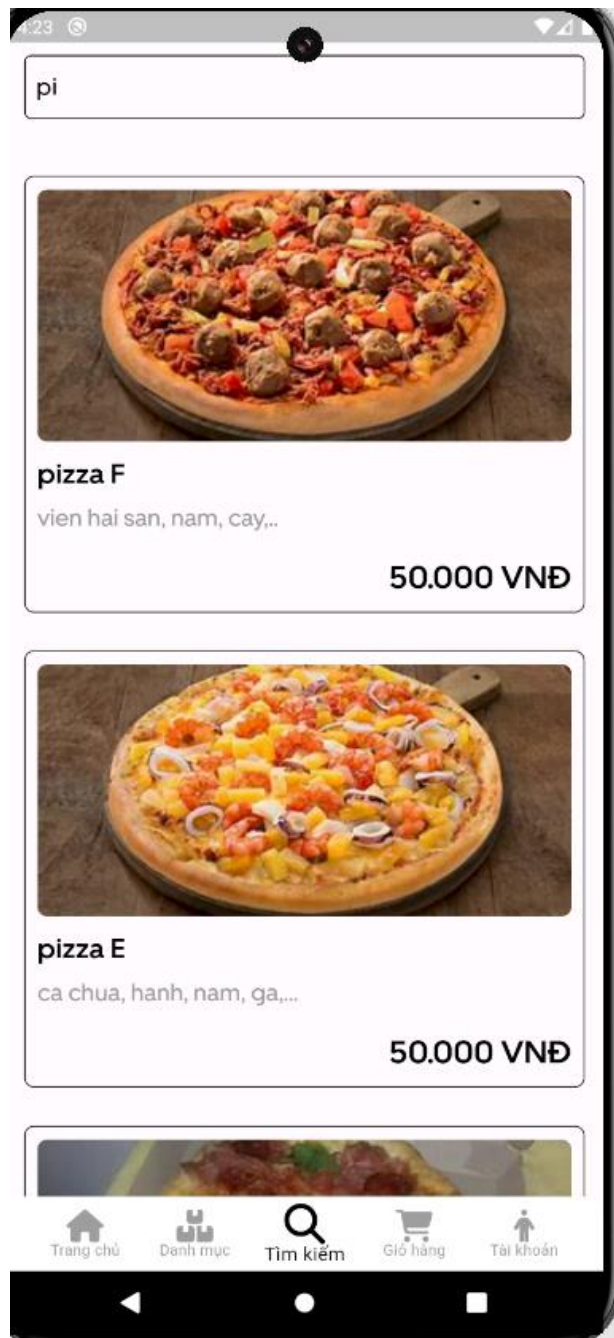 4:23
pi
pizza F
vien hai san, nam, cay,..
50.000 VNĐ
pizza E
ca chua, hanh, nam, ga,...
50.000 VNĐ
Trang chủ
Danh mục
Tìm kiếm
Giỏ hàng
Tài khoản